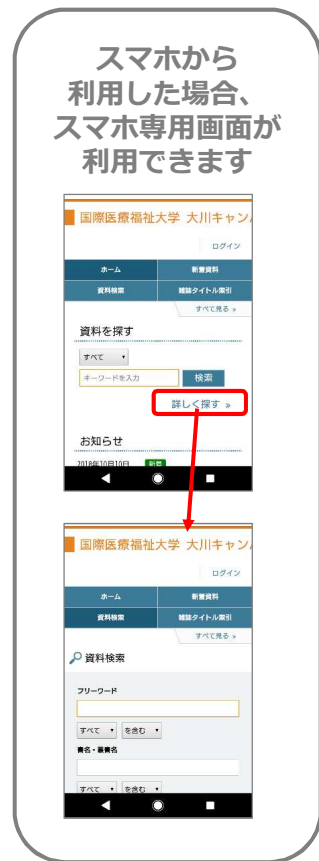 スマホから
利用した場合、
スマホ専用画面が
利用できます
国際医療福祉大学 大川キャン
ログイン
ホーム 新着資料
資料検索 雑誌タイトル索引
すべて見る »
資料を探す
すべて
キーワードを入力 検索
詳しく探す »
お知らせ
2018年10月10日 新着
国際医療福祉大学 大川キャン
ログイン
ホーム 新着資料
資料検索 雑誌タイトル索引
すべて見る »
資料検索
フリーワード
すべて を含む
書名・叢書名
すべて を含む